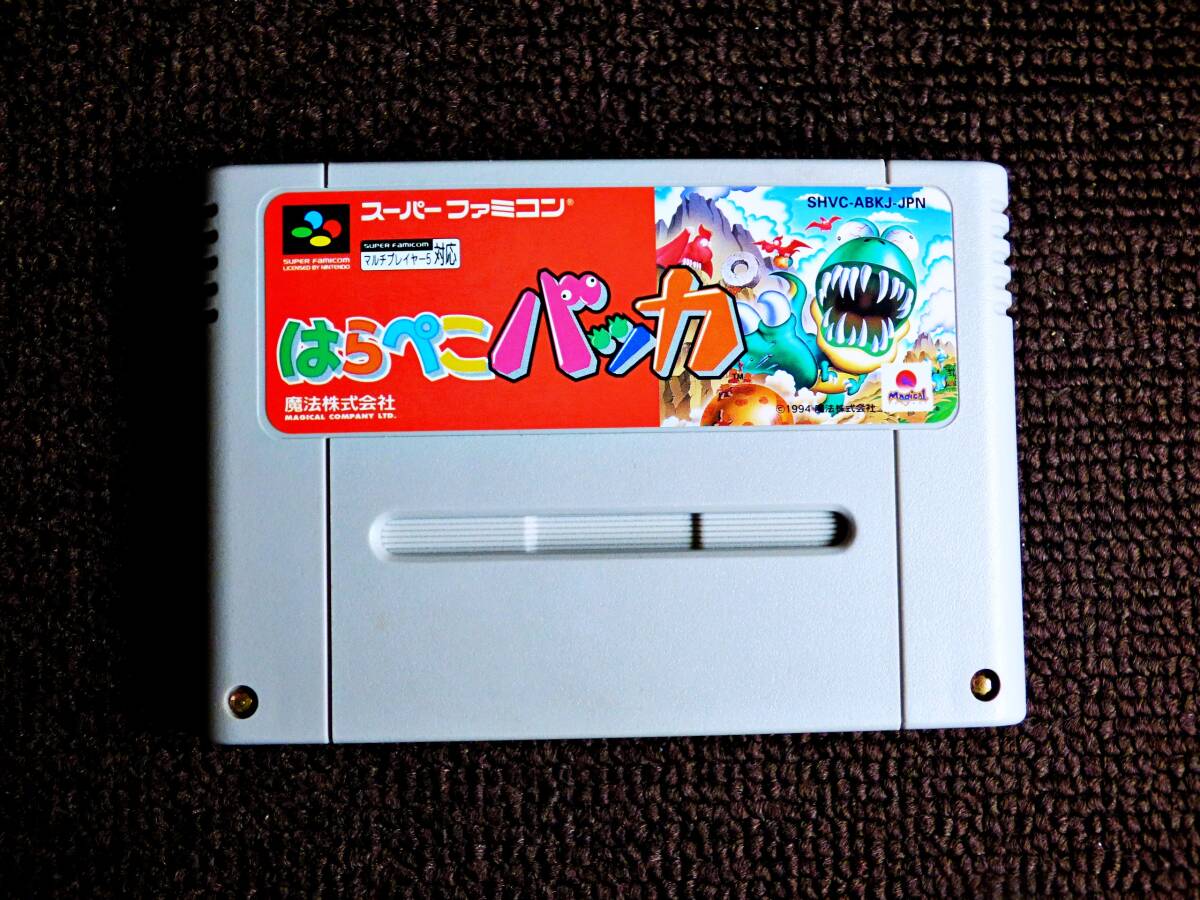 スーパーファミコン®
SUPER FAMICOM
LICENSED BY NINTENDO
SUPER FAMICOM
マルチプレイヤー5 対応
SHVC-ABKJ-JPN
はらぺこバッカ
TM
魔法株式会社
MAGICAL COMPANY LTD.
©1994 魔法株式会社
Magical